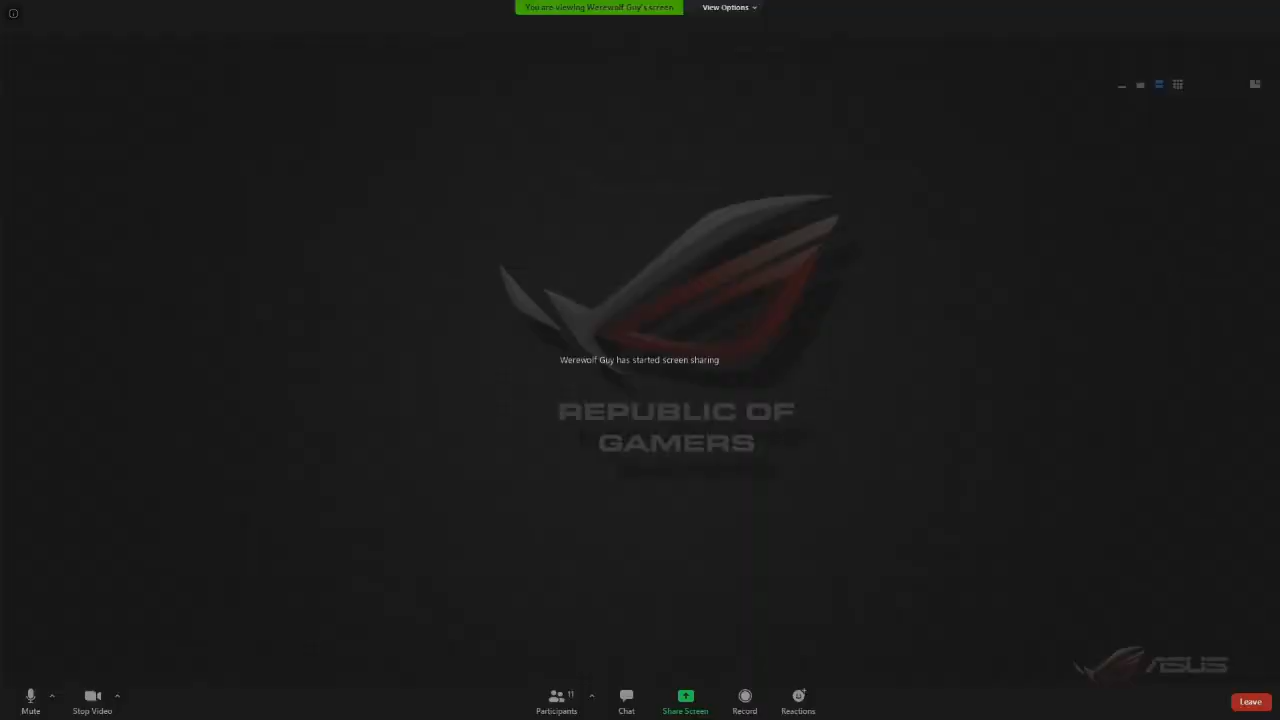 You are viewing Werewolf Guy's screen
View Options
Werewolf Guy has started screen sharing
REPUBLIC OF
GAMERS
ASUS
Mute
Stop Video
Participants
11
Chat
Share Screen
Record
Reactions
Leave